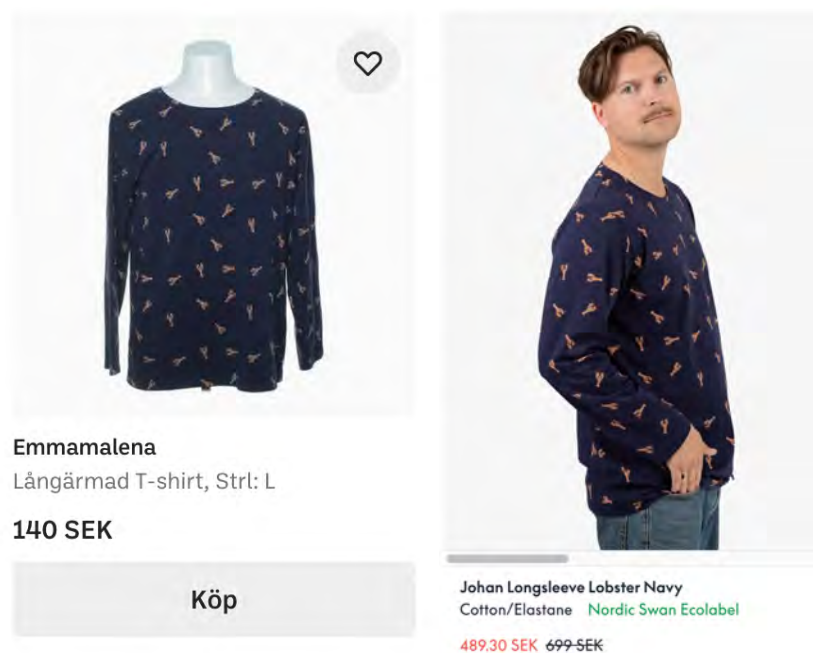 Emmamalena
Långärmad T-shirt, Strl: L
140 SEK
Köp
Johan Longsleeve Lobster Navy
Cotton/Elastane Nordic Swan Ecolabel
489.30 SEK 699 SEK